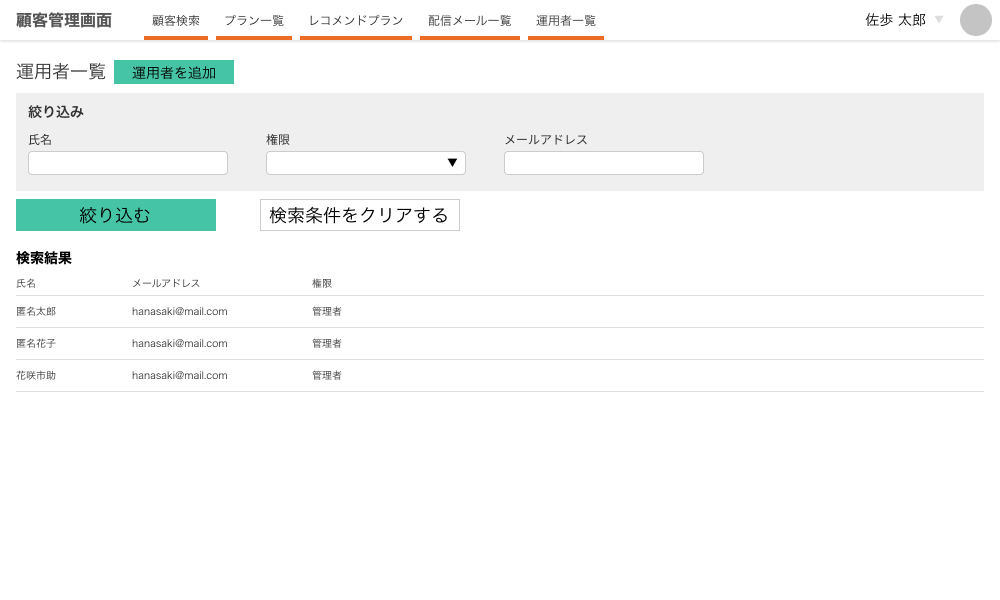 顧客管理画面 顧客検索 プラン一覧 レコメンドプラン 配信メール一覧 運用者一覧 佐歩 太郎 ▼
運用者一覧 運用者を追加
絞り込み
氏名 権限 メールアドレス
▼
絞り込む 検索条件をクリアする
検索結果
氏名 メールアドレス 権限
匿名太郎 hanasaki@mail.com 管理者
匿名花子 hanasaki@mail.com 管理者
花咲市助 hanasaki@mail.com 管理者